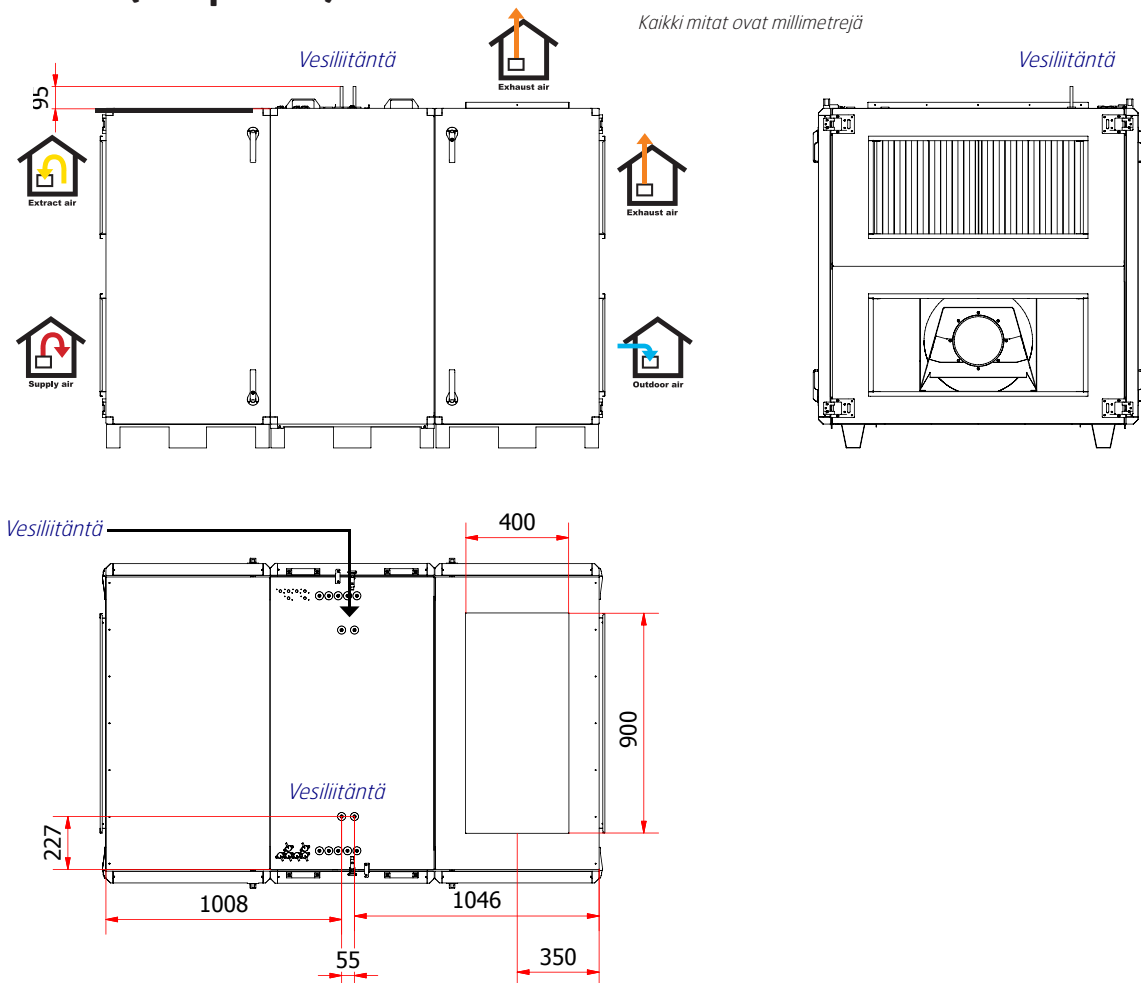 Kaikki mitat ovat millimetrejä
Vesiliitäntä
Exhaust air
Vesiliitäntä
95
Extract air
Exhaust air
Supply air
Outdoor air
Vesiliitäntä
400
900
Vesiliitäntä
227
1008
1046
55
350